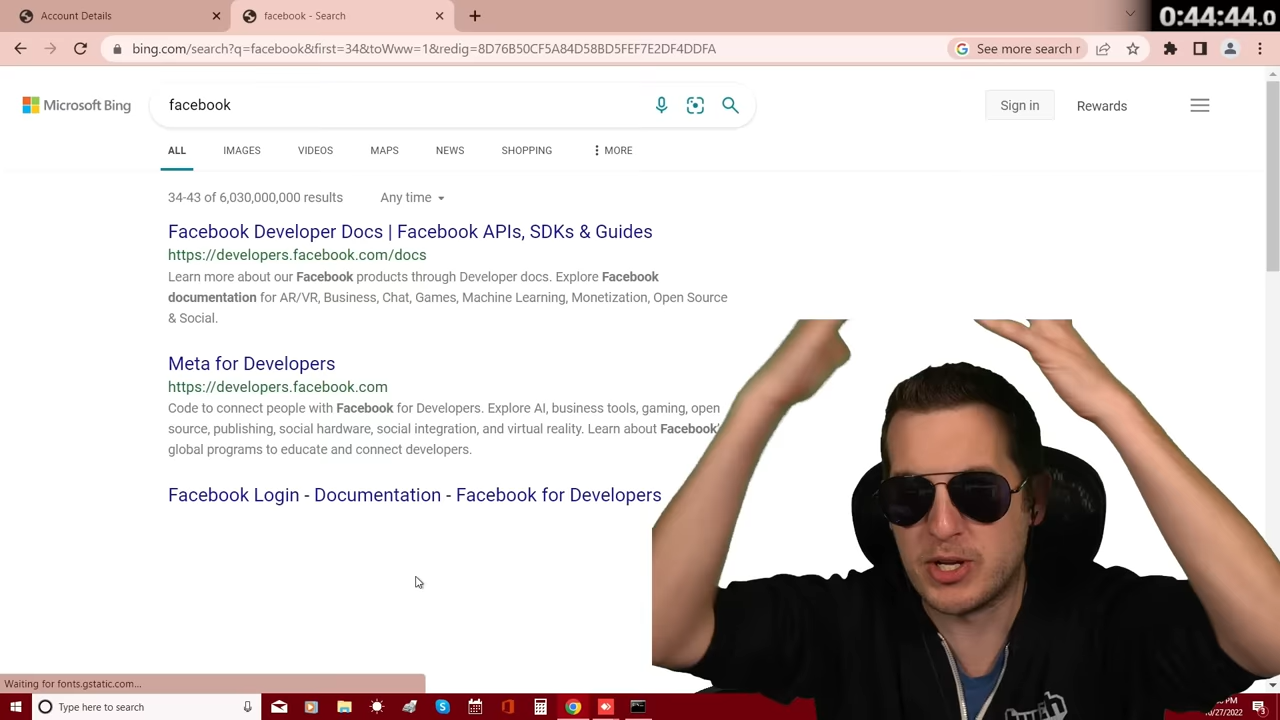 Account Details
facebook - Search
0:44:44.0
bing.com/search?q=facebook&first=34&toWww=1&redig=8D76B50CF5A84D58BD5FEF7E2DF4DDFA
See more search r
Microsoft Bing
facebook
Sign in
Rewards
ALL
IMAGES
VIDEOS
MAPS
NEWS
SHOPPING
MORE
34-43 of 6,030,000,000 results
Any time
Facebook Developer Docs | Facebook APIs, SDKs & Guides
https://developers.facebook.com/docs
Learn more about our Facebook products through Developer docs. Explore Facebook
documentation for AR/VR, Business, Chat, Games, Machine Learning, Monetization, Open Source
& Social.
Meta for Developers
https://developers.facebook.com
Code to connect people with Facebook for Developers. Explore AI, business tools, gaming, open
source, publishing, social hardware, social integration, and virtual reality. Learn about Facebook'
global programs to educate and connect developers.
Facebook Login - Documentation - Facebook for Developers
Waiting for fonts.gstatic.com...
Type here to search
10/27/2022